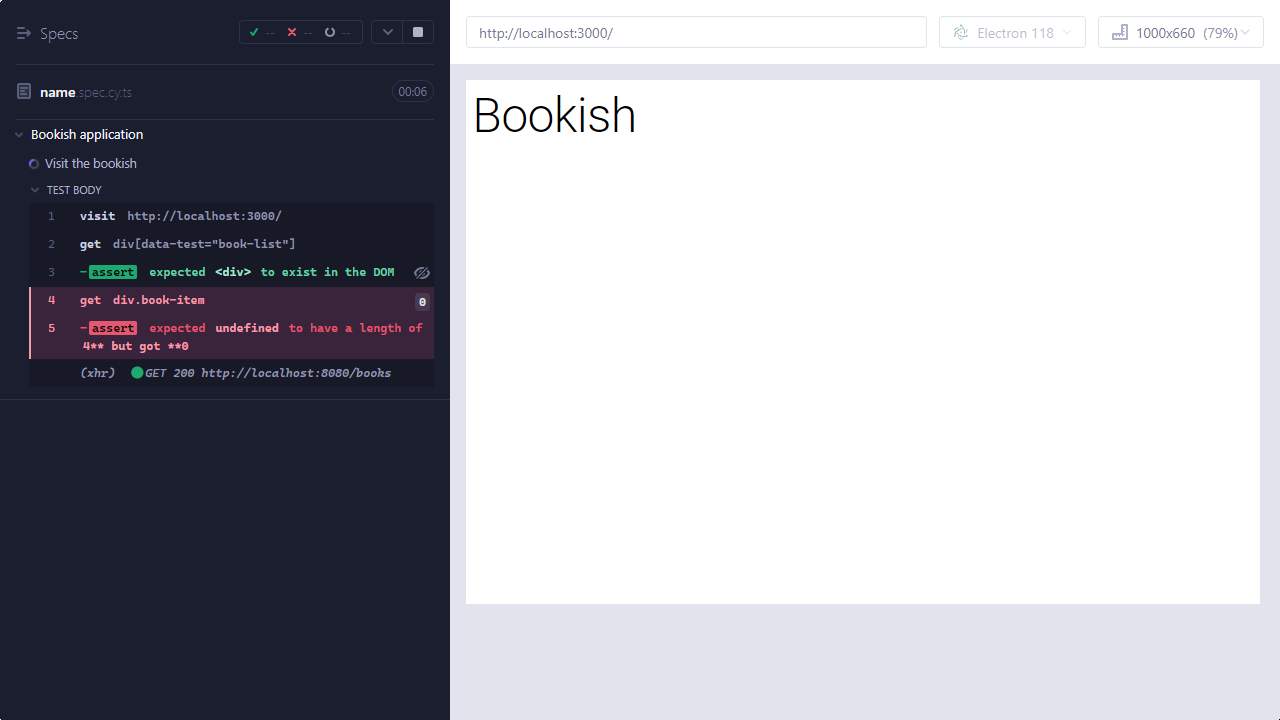 Specs
--
--
--
name.spec.cy.ts
00:06
Bookish application
Visit the bookish
TEST BODY
1 visit http://localhost:3000/
2 get div[data-test="book-list"]
3 -assert expected <div> to exist in the DOM
4 get div.book-item 0
5 -assert expected undefined to have a length of
4** but got **0
(xhr) GET 200 http://localhost:8080/books
http://localhost:3000/
Electron 118
1000x660 (79%)
Bookish